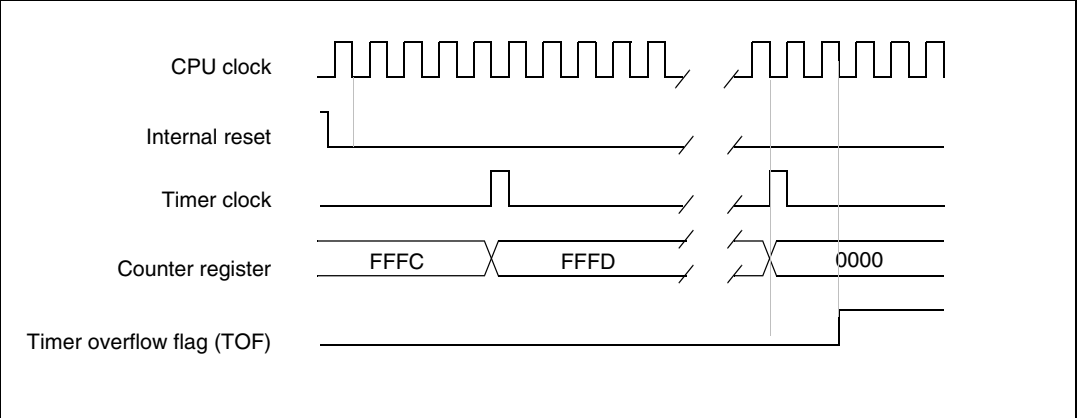 CPU clock
Internal reset
Timer clock
Counter register
FFFC
FFFD
0000
Timer overflow flag (TOF)